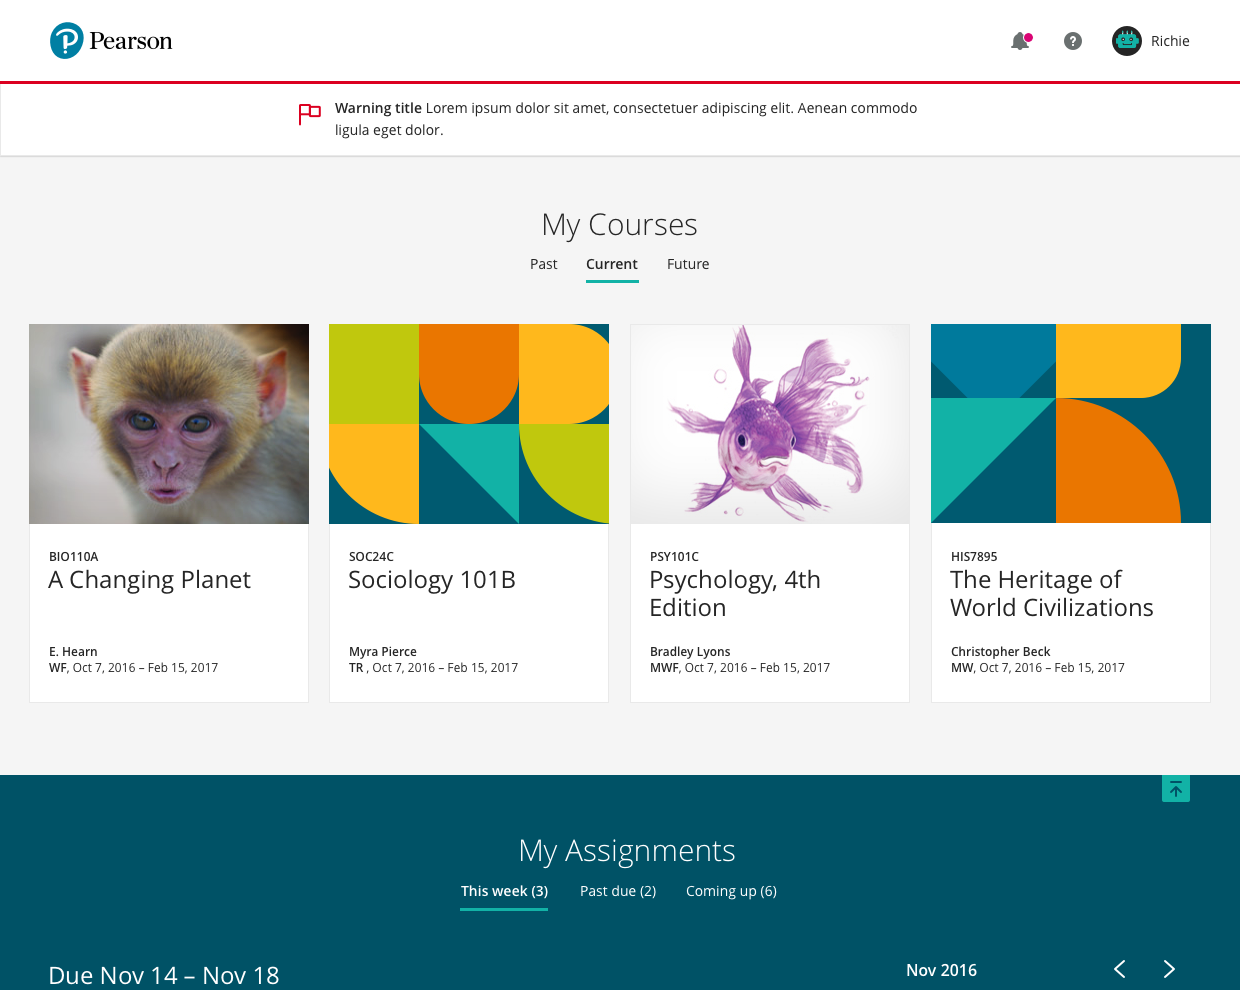 Pearson
Richie
Warning title Lorem ipsum dolor sit amet, consectetuer adipiscing elit. Aenean commodo
ligula eget dolor.
My Courses
Past Current Future
BIO110A
A Changing Planet
E. Hearn
WF, Oct 7, 2016 – Feb 15, 2017
SOC24C
Sociology 101B
Myra Pierce
TR , Oct 7, 2016 – Feb 15, 2017
PSY101C
Psychology, 4th
Edition
Bradley Lyons
MWF, Oct 7, 2016 – Feb 15, 2017
HIS7895
The Heritage of
World Civilizations
Christopher Beck
MW, Oct 7, 2016 – Feb 15, 2017
My Assignments
This week (3) Past due (2) Coming up (6)
Due Nov 14 – Nov 18
Nov 2016